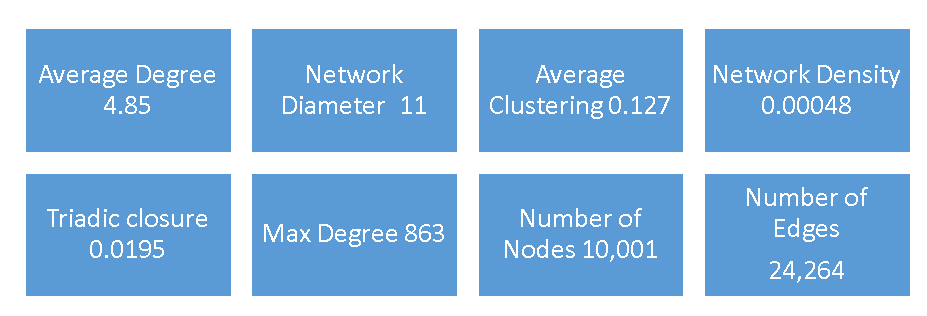 Average Degree
4.85
Network
Diameter 11
Average
Clustering 0.127
Network Density
0.00048
Triadic closure
0.0195
Max Degree 863
Number of
Nodes 10,001
Number of
Edges
24,264